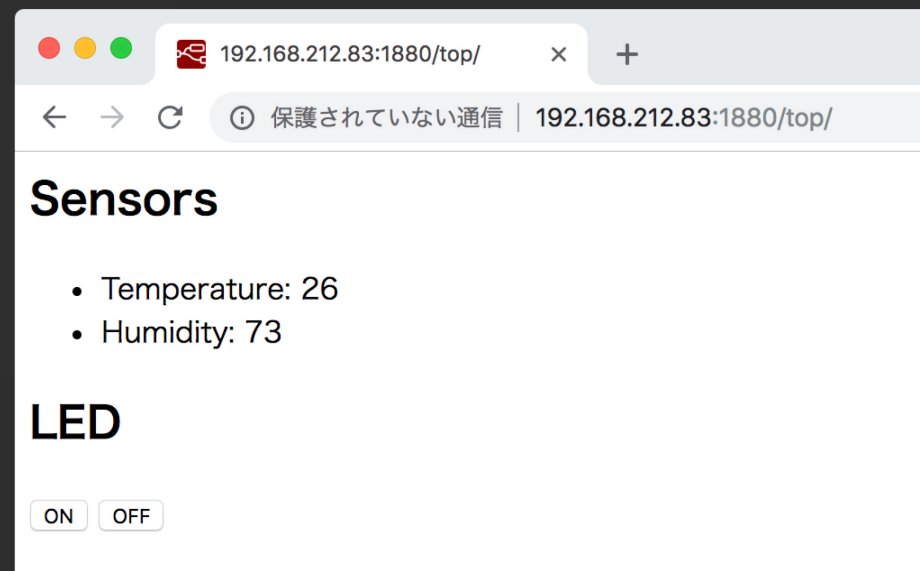 192.168.212.83:1880/top/
保護されていない通信 192.168.212.83:1880/top/
Sensors
• Temperature: 26
• Humidity: 73
LED
ON OFF